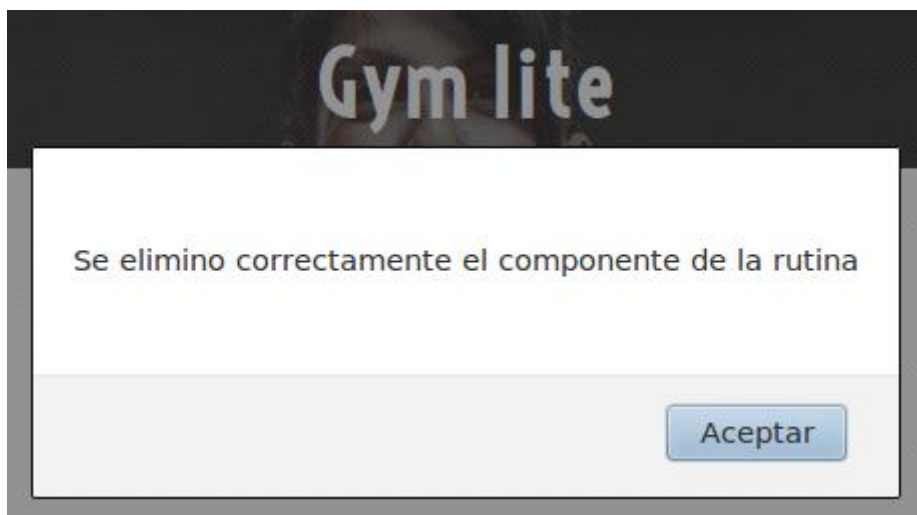 Gym lite
Se elimino correctamente el componente de la rutina
Aceptar